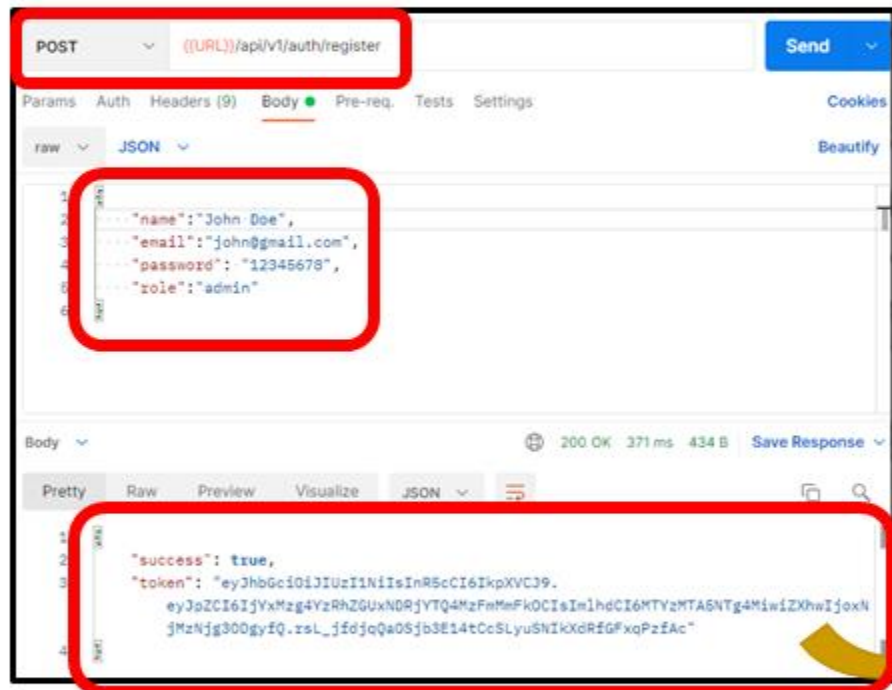 POST {{URL}}/api/v1/auth/register Send
Params Auth Headers (9) Body Pre-req. Tests Settings Cookies
raw JSON Beautify
1 {
2 "name":"John Doe",
3 "email":"john@gmail.com",
4 "password": "12345678",
5 "role":"admin"
6 }
Body 200 OK 371 ms 434 B Save Response
Pretty Raw Preview Visualize JSON
1 {
2 "success": true,
3 "token": "eyJhbGciOiJIUzI1NiIsInR5cCI6IkpXVCJ9.
4 }